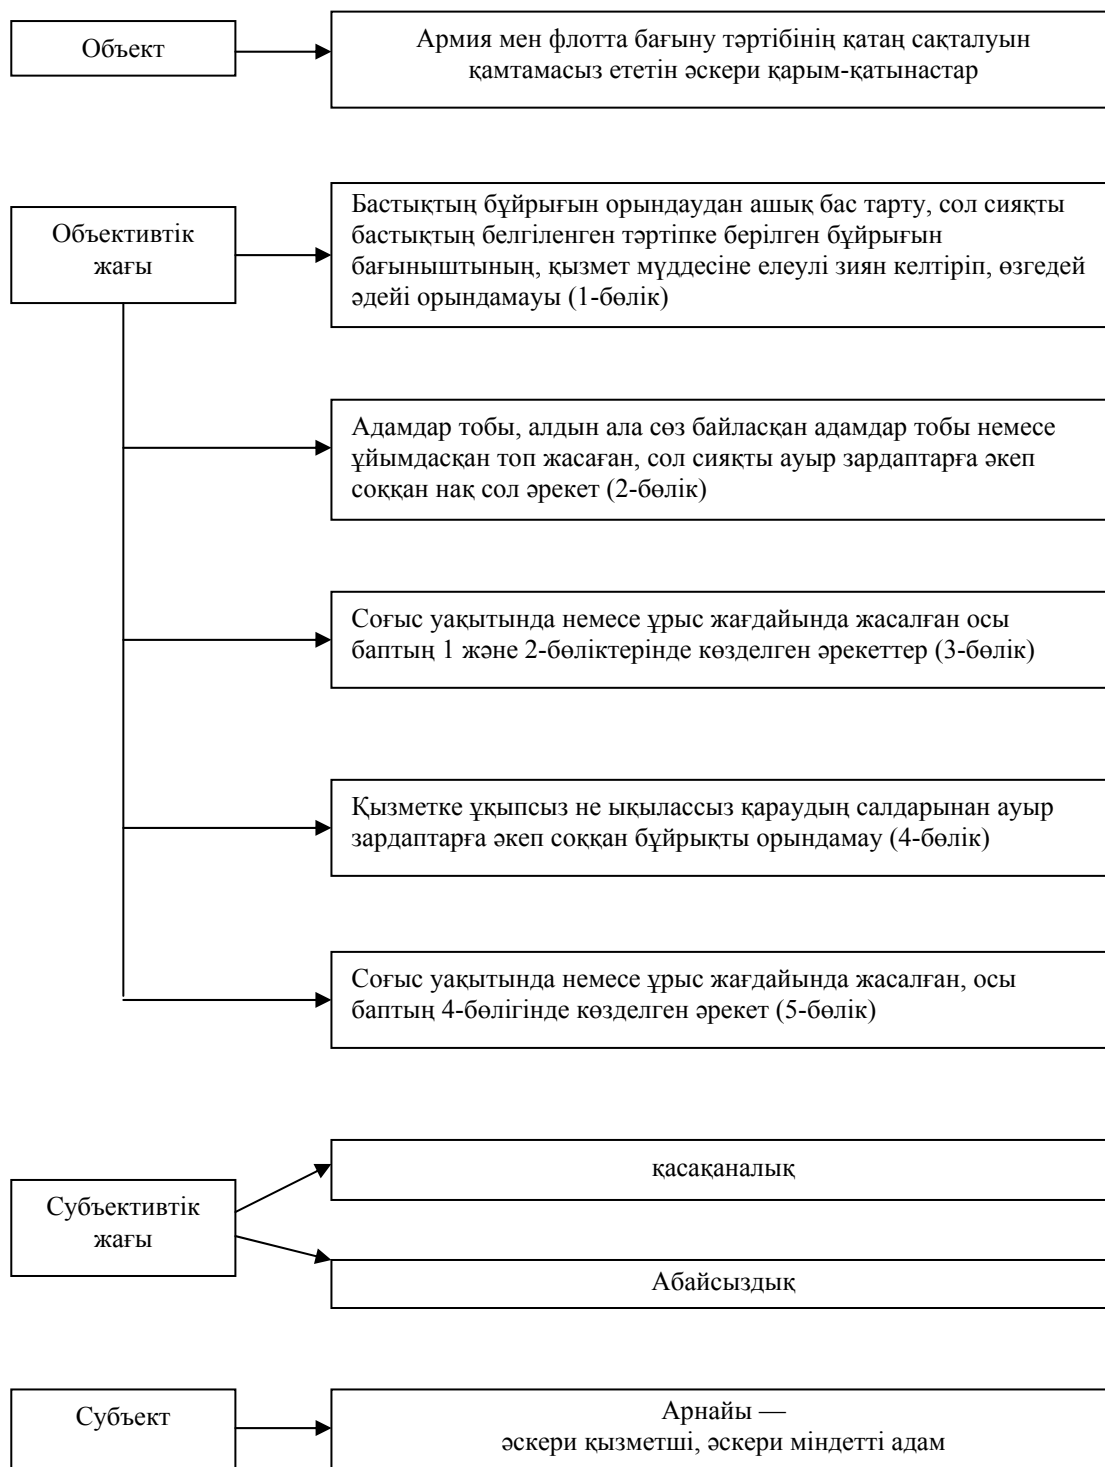 Объект
Армия мен флотта бағыну тәртібінің қатаң сақталуын
қамтамасыз ететін әскери қарым-қатынастар
Объективтік
жағы
Бастықтың бұйрығын орындаудан ашық бас тарту, сол сияқты
бастықтың белгіленген тәртіпке берілген бұйрығын
бағыныштының, қызмет мүддесіне елеулі зиян келтіріп, өзгедей
әдейі орындамауы (1-бөлік)
Адамдар тобы, алдын ала сөз байласқан адамдар тобы немесе
ұйымдасқан топ жасаған, сол сияқты ауыр зардаптарға әкеп
соққан нақ сол әрекет (2-бөлік)
Соғыс уақытында немесе ұрыс жағдайында жасалған осы
баптың 1 және 2-бөліктерінде көзделген әрекеттер (3-бөлік)
Қызметке ұқыпсыз не ықылассыз қараудың салдарынан ауыр
зардаптарға әкеп соққан бұйрықты орындамау (4-бөлік)
Соғыс уақытында немесе ұрыс жағдайында жасалған, осы
баптың 4-бөлігінде көзделген әрекет (5-бөлік)
Субъективтік
жағы
қасақаналық
Абайсыздық
Субъект
Арнайы —
әскери қызметші, әскери міндетті адам